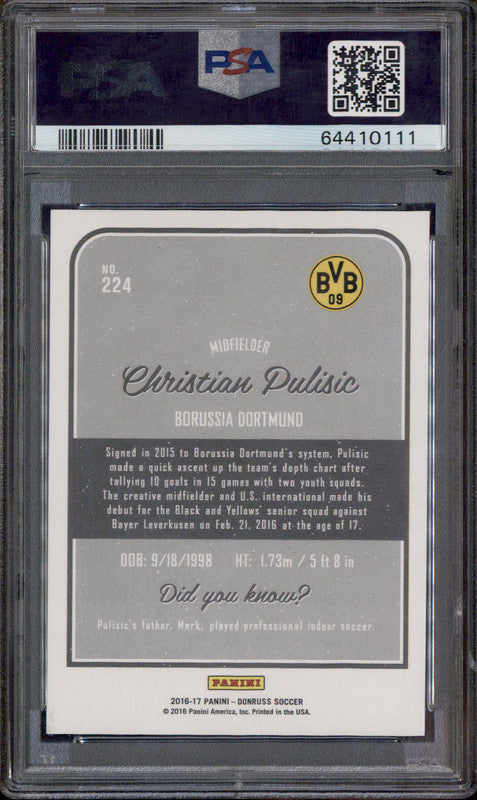 PSA
PSA
64410111
NO.
224
BVB
09
MIDFIELDER
Christian Pulisic
BORUSSIA DORTMUND
Signed in 2015 to Borussia Dortmund's system, Pulisic
made a quick ascent up the team's depth chart after
tallying 10 goals in 15 games with two youth squads.
The creative midfielder and U.S. international made his
debut for the Black and Yellows' senior squad against
Bayer Leverkusen on Feb. 21, 2016 at the age of 17.
DOB: 9/18/1998 HT: 1.73m / 5 ft 8 in
Did you know?
Pulisic's father, Mark, played professional indoor soccer.
PANINI
2016-17 PANINI – DONRUSS SOCCER
© 2016 Panini America, Inc. Printed in the USA.
PSA